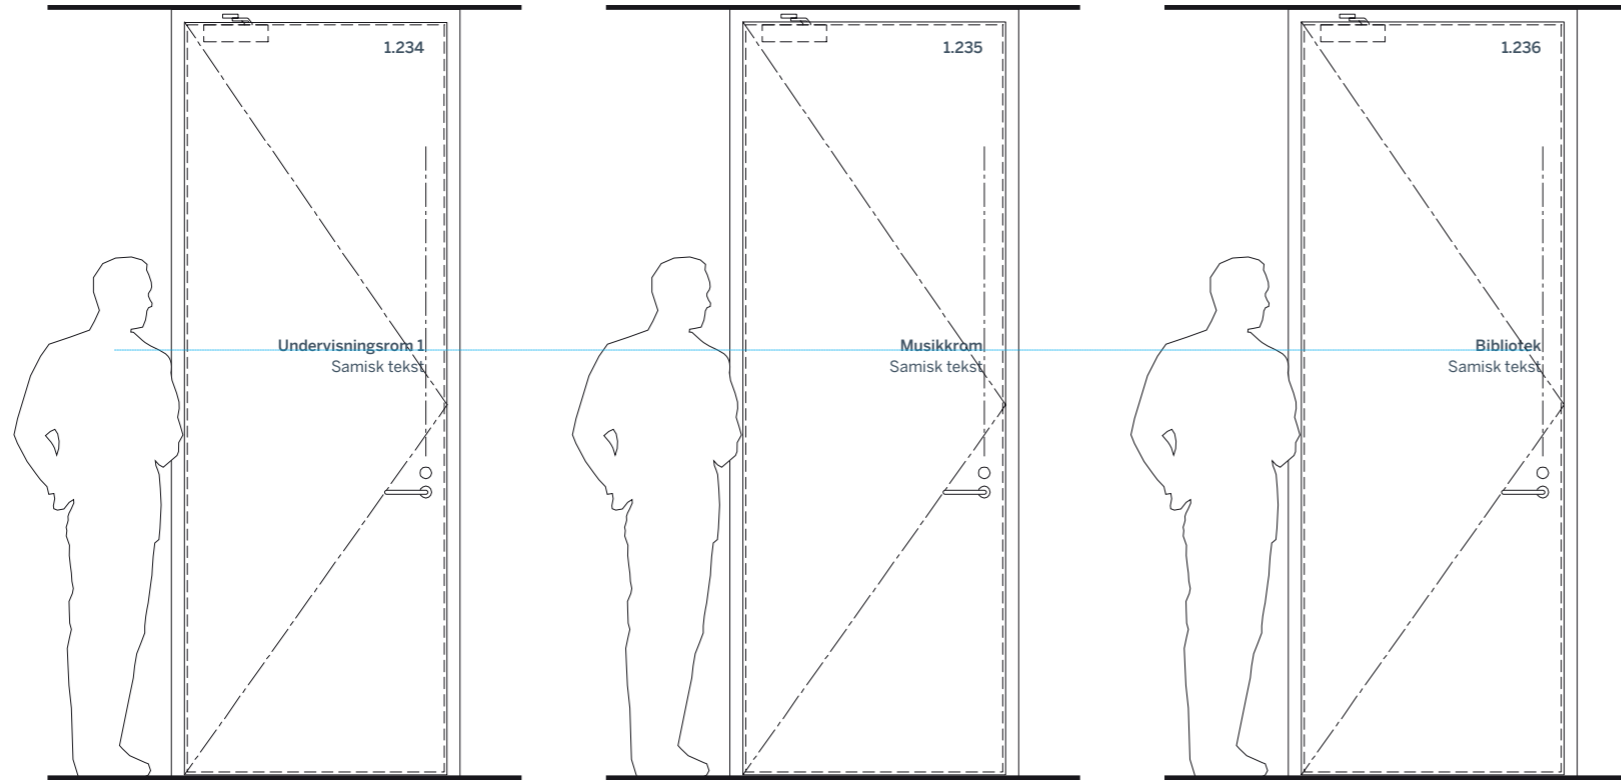 1.234
Undervisningsrom 1
Samisk tekst
1.235
Musikkrom
Samisk tekst
1.236
Bibliotek
Samisk tekst